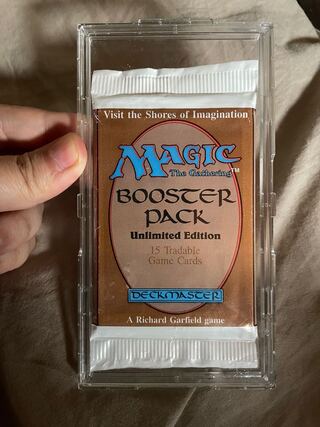 Visit the Shores of Imagination
MAGIC
The Gathering™
BOOSTER
PACK
Unlimited Edition
15 Tradable
Game Cards
DECKMASTER
A Richard Garfield game